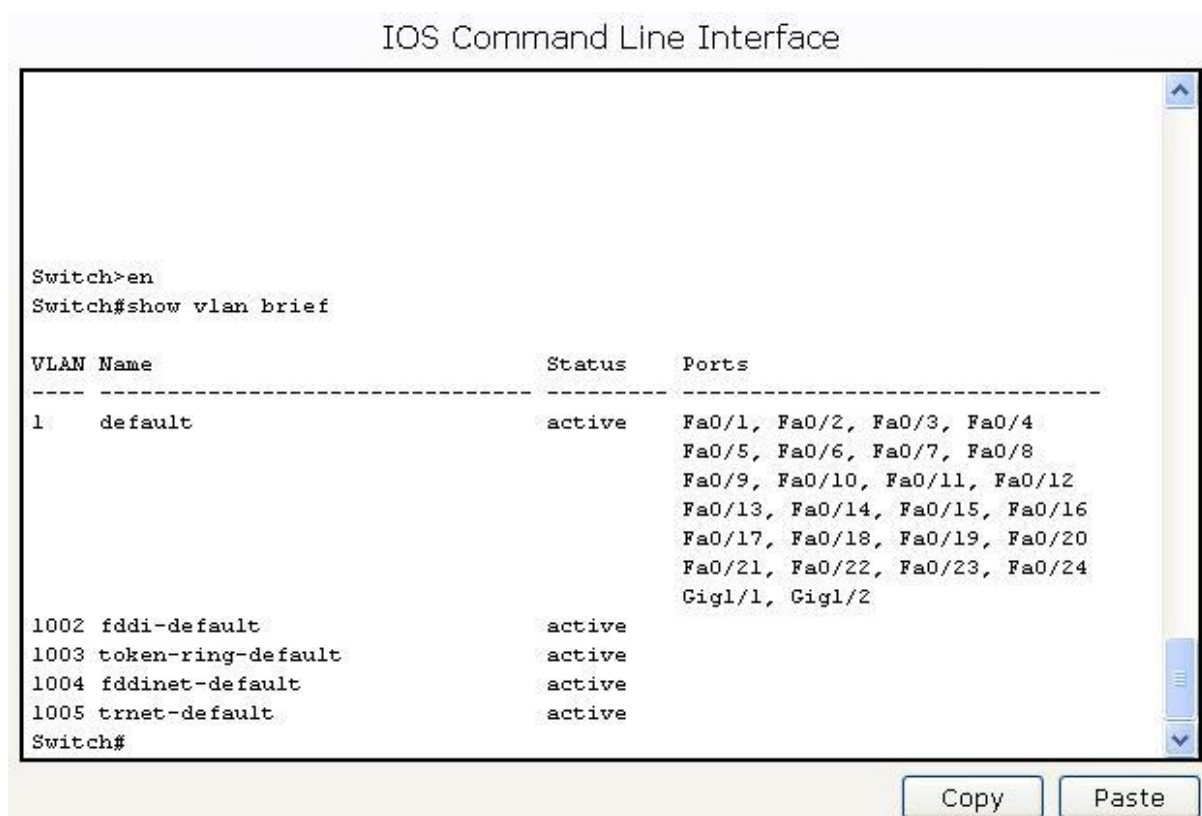 IOS Command Line Interface
Switch>en
Switch#show vlan brief
VLAN Name                             Status    Ports
---- -------------------------------- --------- -------------------------------
1    default                          active    Fa0/1, Fa0/2, Fa0/3, Fa0/4
                                                Fa0/5, Fa0/6, Fa0/7, Fa0/8
                                                Fa0/9, Fa0/10, Fa0/11, Fa0/12
                                                Fa0/13, Fa0/14, Fa0/15, Fa0/16
                                                Fa0/17, Fa0/18, Fa0/19, Fa0/20
                                                Fa0/21, Fa0/22, Fa0/23, Fa0/24
                                                Gig1/1, Gig1/2
1002 fddi-default                     active
1003 token-ring-default               active
1004 fddinet-default                  active
1005 trnet-default                    active
Switch#
Copy Paste